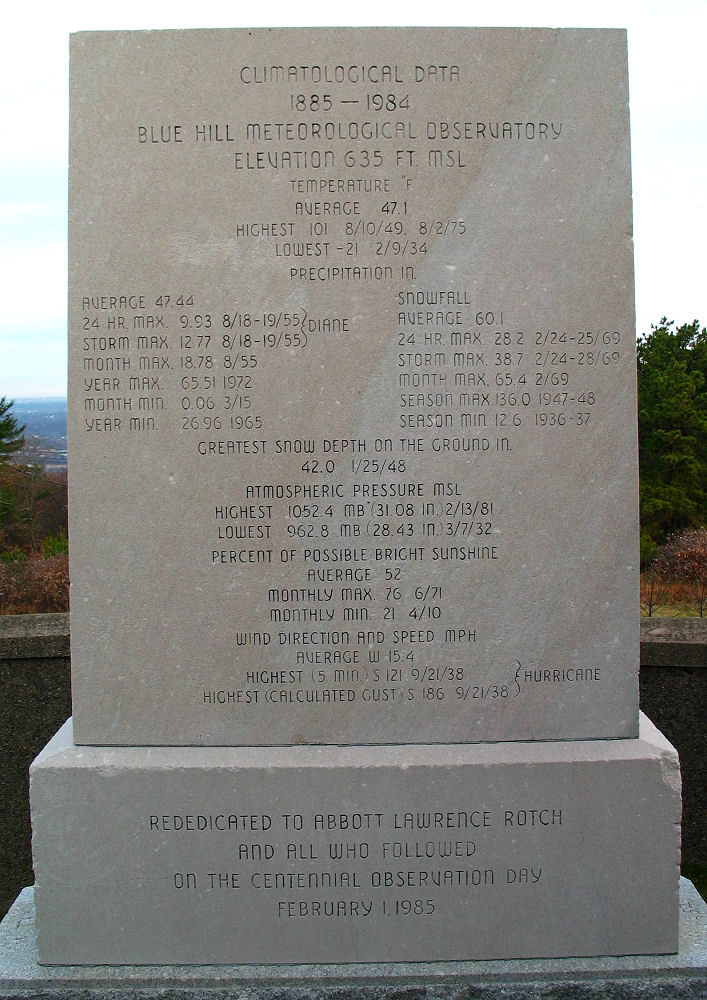 CLIMATOLOGICAL DATA
1885 — 1984
BLUE HILL METEOROLOGICAL OBSERVATORY
ELEVATION 635 FT. MSL
TEMPERATURE °F
AVERAGE 47.1
HIGHEST 101 8/10/49, 8/2/75
LOWEST -21 2/9/34
PRECIPITATION IN.
AVERAGE 47.44
24 HR. MAX. 9.93 8/18-19/55
STORM MAX. 12.77 8/18-19/55
} DIANE
MONTH MAX. 18.78 8/55
YEAR MAX. 65.51 1972
MONTH MIN. 0.06 3/15
YEAR MIN. 26.96 1965
SNOWFALL
AVERAGE 60.1
24 HR. MAX. 28.2 2/24-25/69
STORM MAX. 38.7 2/24-28/69
MONTH MAX. 65.4 2/69
SEASON MAX 136.0 1947-48
SEASON MIN. 12.6 1936-37
GREATEST SNOW DEPTH ON THE GROUND IN.
42.0 1/25/48
ATMOSPHERIC PRESSURE MSL
HIGHEST 1052.4 MB (31.08 IN.) 2/13/81
LOWEST 962.8 MB (28.43 IN.) 3/7/32
PERCENT OF POSSIBLE BRIGHT SUNSHINE
AVERAGE 52
MONTHLY MAX. 76 6/71
MONTHLY MIN. 21 4/10
WIND DIRECTION AND SPEED MPH
AVERAGE W 15.4
HIGHEST (5 MIN.) S 121 9/21/38
HIGHEST (CALCULATED GUST) S 186 9/21/38
} HURRICANE
REDEDICATED TO ABBOTT LAWRENCE ROTCH
AND ALL WHO FOLLOWED
ON THE CENTENNIAL OBSERVATION DAY
FEBRUARY 1, 1985